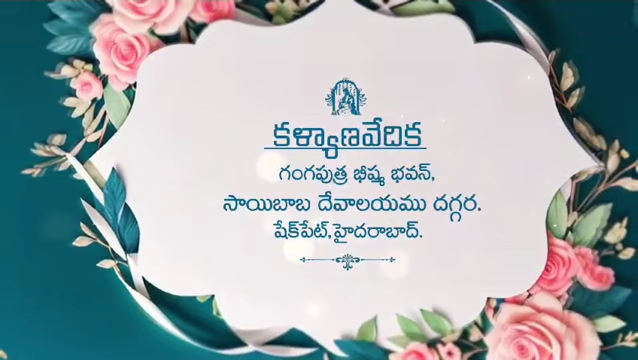 కళ్యాణవేదిక
గంగపుత్ర భీష్మ భవన్,
సాయిబాబ దేవాలయము దగ్గర.
షేక్‌పేట్,హైదరాబాద్.